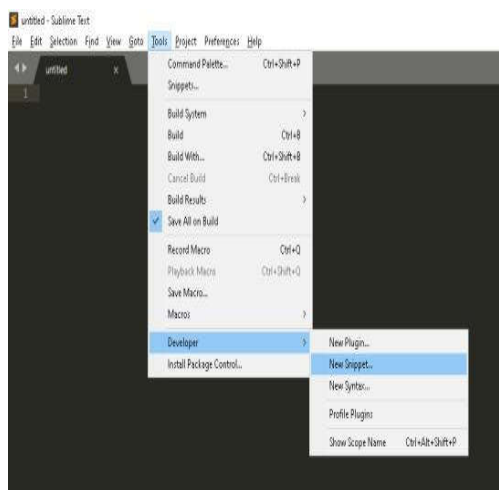 untitled - Sublime Text
File Edit Selection Find View Goto Tools Project Preferences Help
untitled x
1
Command Palette... Ctrl+Shift+P
Snippets...
Build System >
Build Ctrl+B
Build With... Ctrl+Shift+B
Cancel Build Ctrl+Break
Build Results >
Save All on Build
Record Macro Ctrl+Q
Playback Macro Ctrl+Shift+Q
Save Macro...
Macros >
Developer >
Install Package Control...
New Plugin...
New Snippet...
New Syntax...
Profile Plugins
Show Scope Name Ctrl+Alt+Shift+P